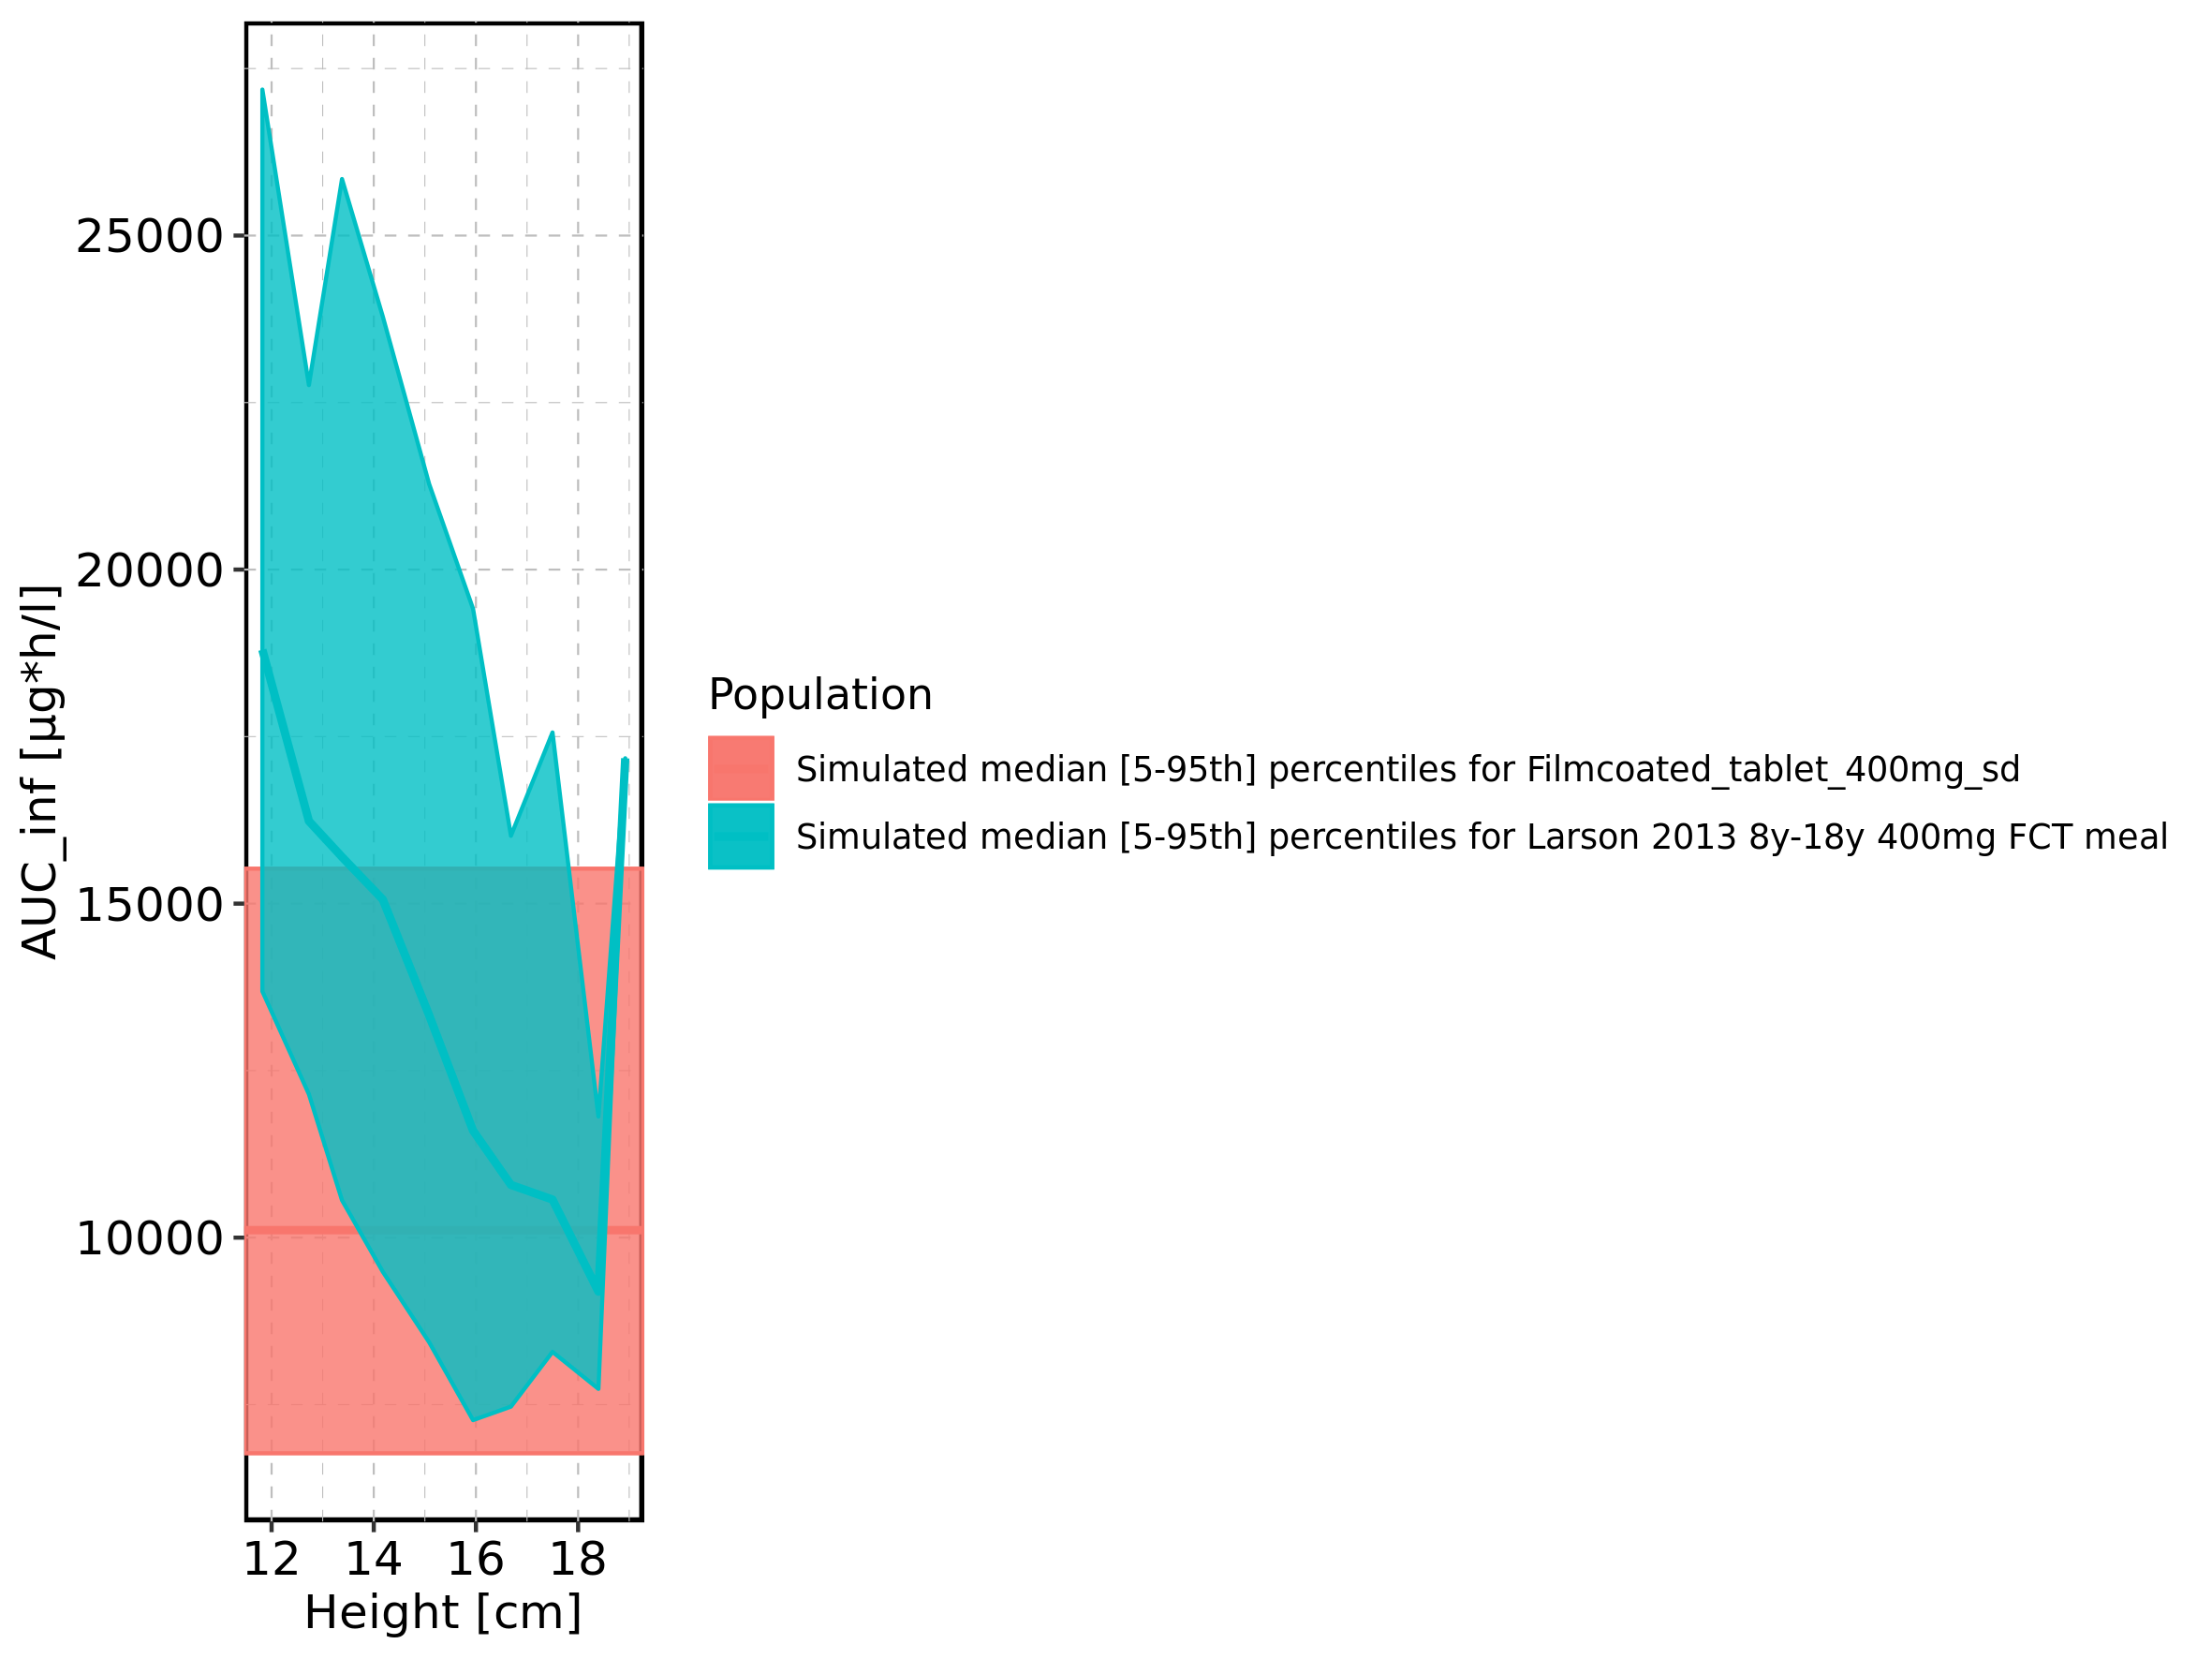 AUC_inf [µg*h/l]
25000
20000
15000
10000
12 14 16 18
Height [cm]
Population
Simulated median [5-95th] percentiles for Filmcoated_tablet_400mg_sd
Simulated median [5-95th] percentiles for Larson 2013 8y-18y 400mg FCT meal